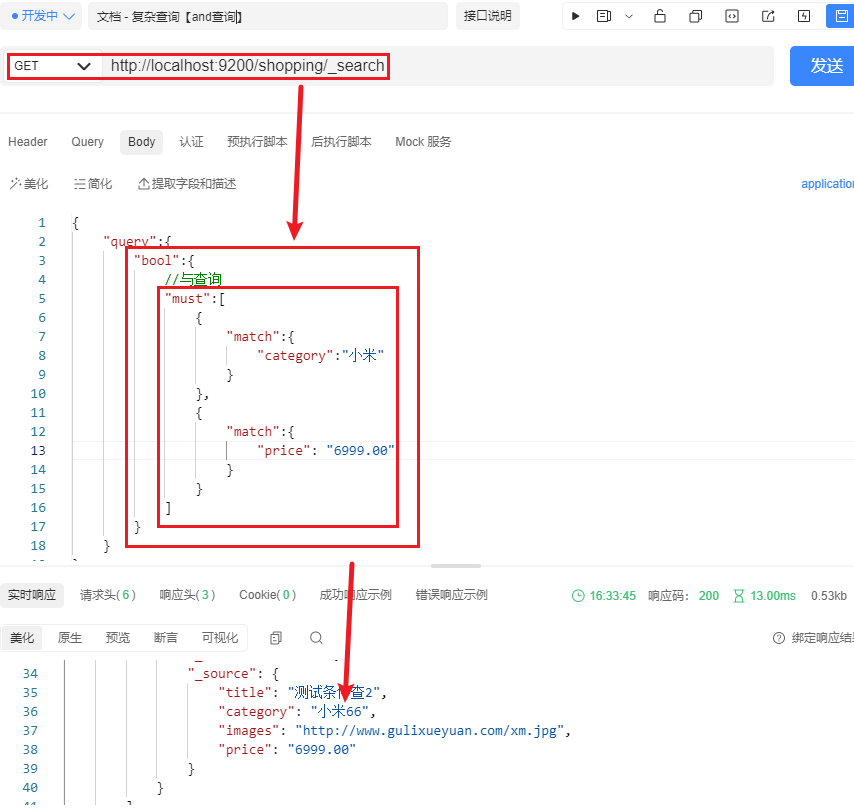 开发中 文档 - 复杂查询【and查询】 接口说明
GET http://localhost:9200/shopping/_search 发送
Header Query Body 认证 预执行脚本 后执行脚本 Mock 服务
美化 简化 提取字段和描述 application
1 {
2 "query":{
3 "bool":{
4 //与查询
5 "must":[
6 {
7 "match":{
8 "category":"小米"
9 }
10 },
11 {
12 "match":{
13 "price": "6999.00"
14 }
15 }
16 ]
17 }
18 }
实时响应 请求头(6) 响应头(3) Cookie(0) 成功响应示例 错误响应示例 16:33:45 响应码: 200 13.00ms 0.53kb
美化 原生 预览 断言 可视化 绑定响应结
34 "_source": {
35 "title": "测试条件查2",
36 "category": "小米66",
37 "images": "http://www.gulixueyuan.com/xm.jpg",
38 "price": "6999.00"
39 }
40 }